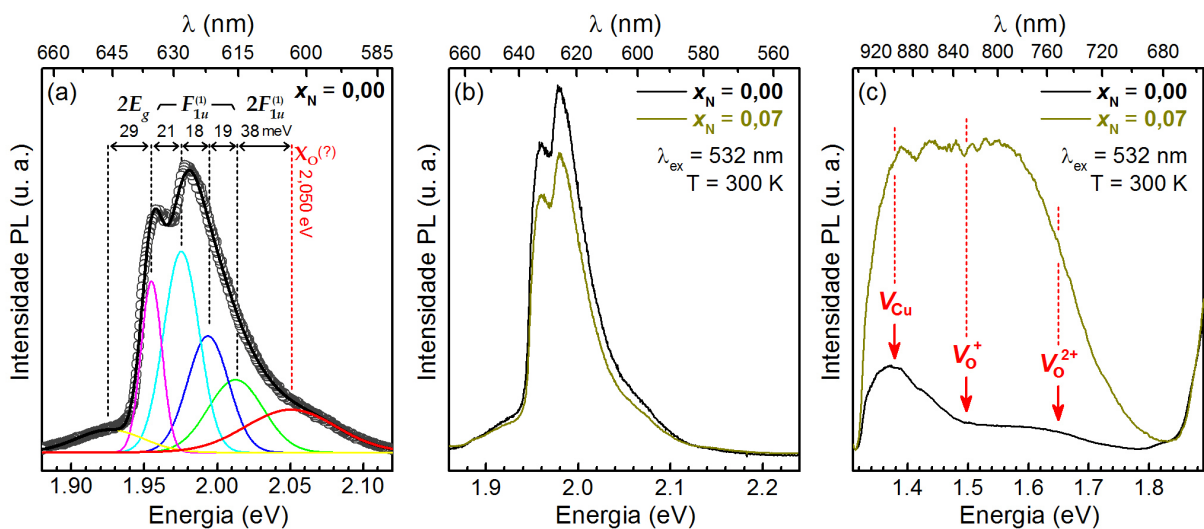 λ (nm)
660 645 630 615 600 585
(a)
x_N = 0,00
2E_g F_1u^(1) 2F_1u^(1)
29 21 18 19 38 meV
X_O(?)
2,050 eV
Intensidade PL (u. a.)
1.90 1.95 2.00 2.05 2.10
Energia (eV)
λ (nm)
660 640 620 600 580 560
(b)
x_N = 0,00
x_N = 0,07
λ_ex = 532 nm
T = 300 K
Intensidade PL (u. a.)
1.9 2.0 2.1 2.2
Energia (eV)
λ (nm)
920 880 840 800 760 720 680
(c)
x_N = 0,00
x_N = 0,07
λ_ex = 532 nm
T = 300 K
V_Cu
V_O^+
V_O^2+
Intensidade PL (u. a.)
1.4 1.5 1.6 1.7 1.8
Energia (eV)